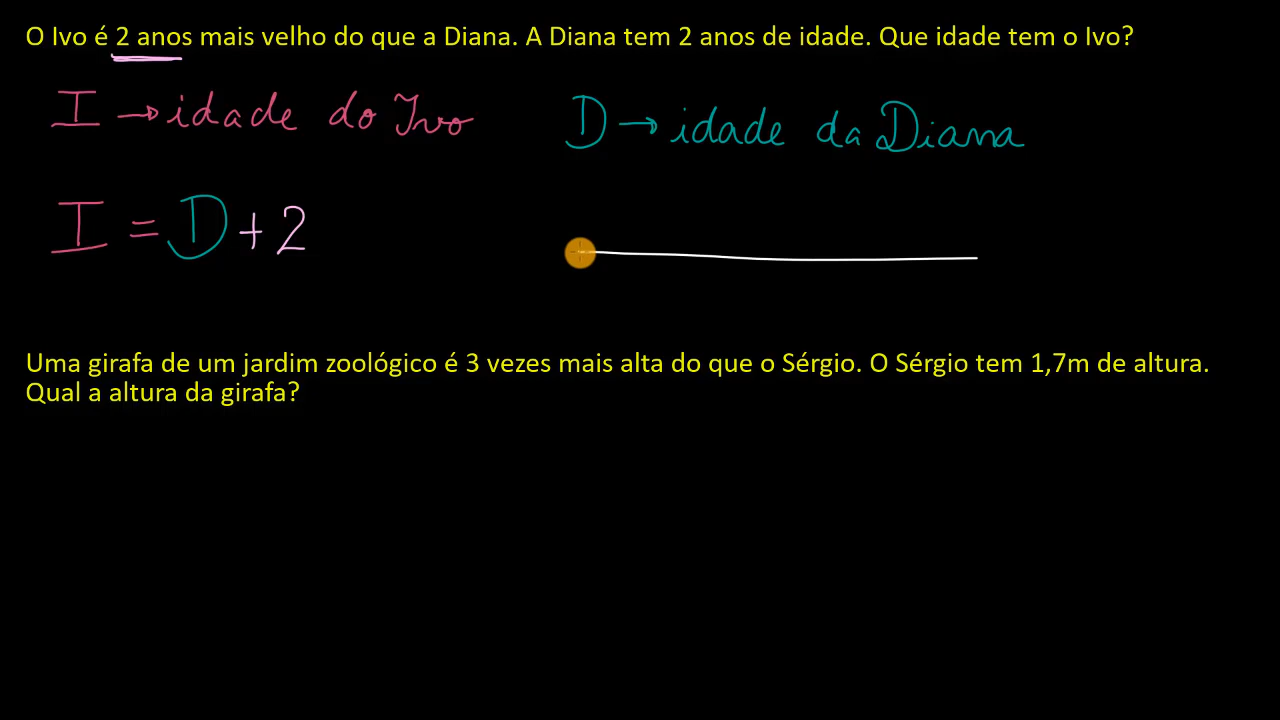 O Ivo é 2 anos mais velho do que a Diana. A Diana tem 2 anos de idade. Que idade tem o Ivo?
I → idade do Ivo
D → idade da Diana
I = D + 2
Uma girafa de um jardim zoológico é 3 vezes mais alta do que o Sérgio. O Sérgio tem 1,7m de altura.
Qual a altura da girafa?